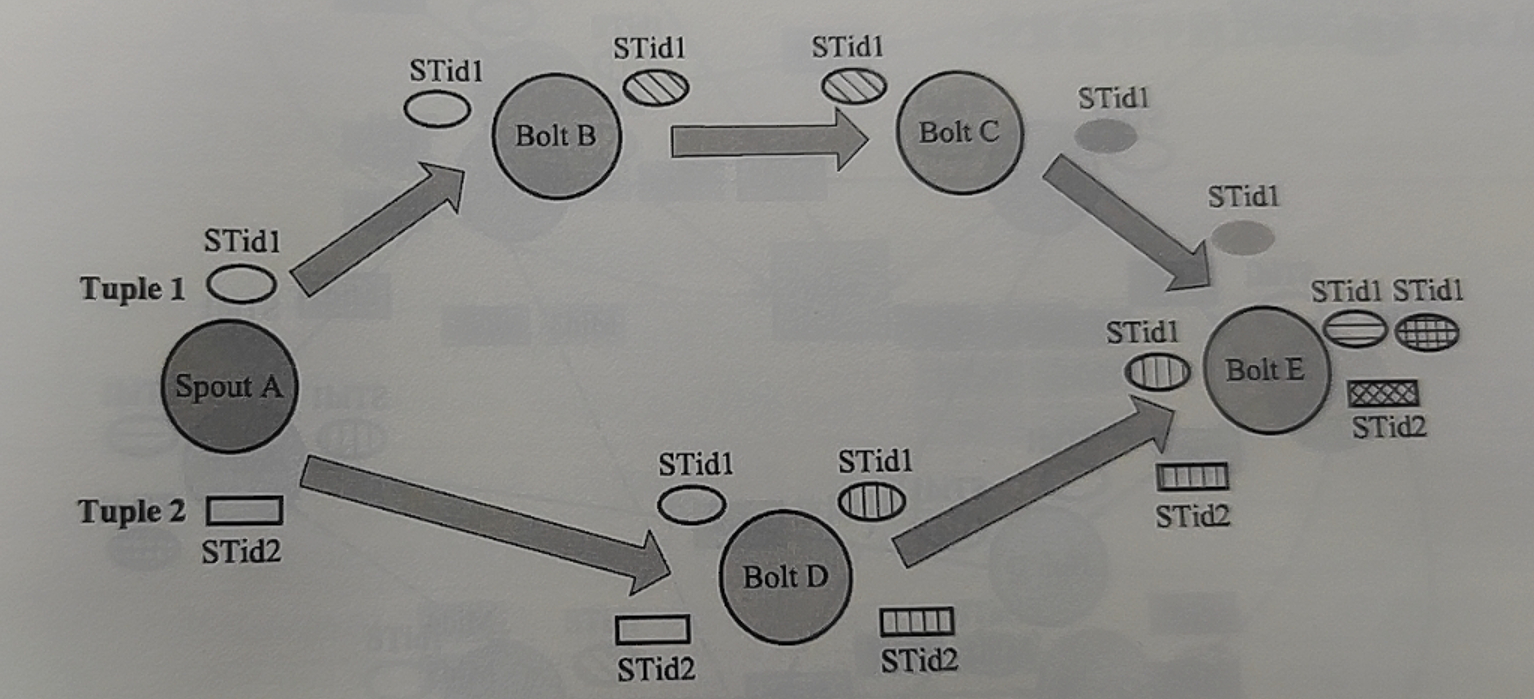 STid1
STid1
STid1
Bolt B
Bolt C
STid1
STid1
STid1
Tuple 1
STid1 STid1
STid1
Spout A
Bolt E
STid2
STid1
STid1
Tuple 2
STid2
STid2
Bolt D
STid2
STid2